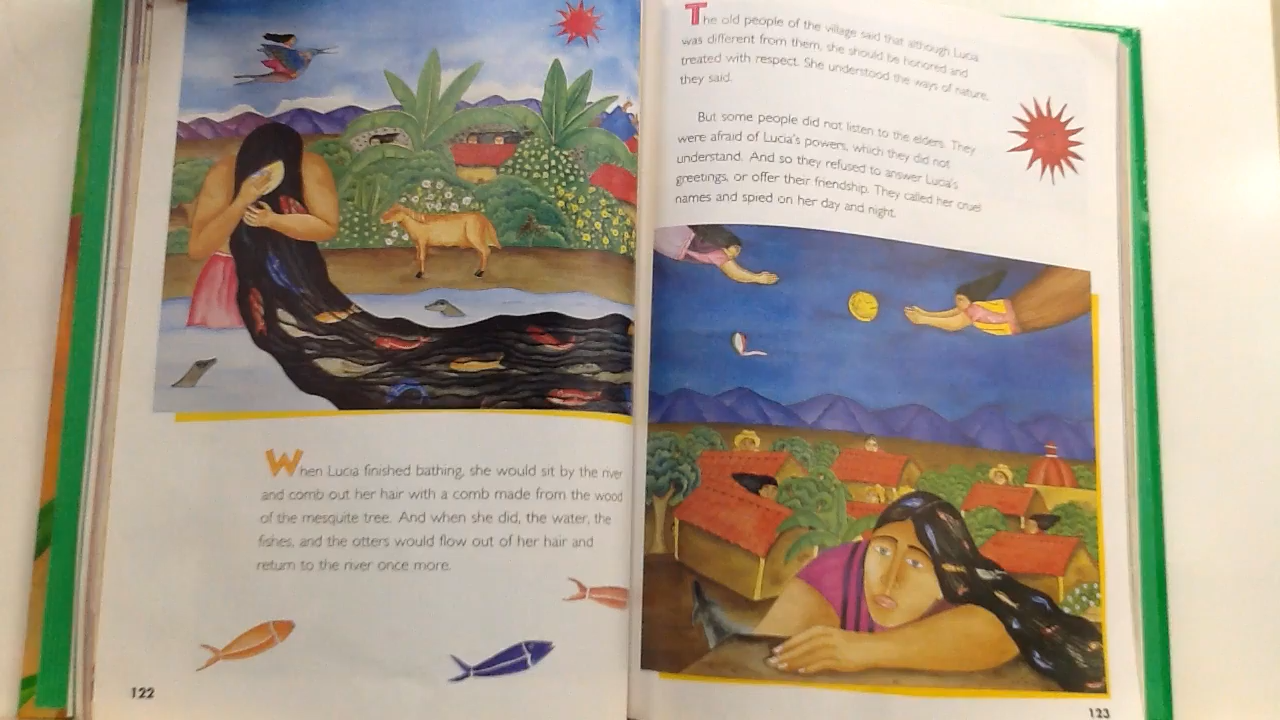 When Lucia finished bathing, she would sit by the river
and comb out her hair with a comb made from the wood
of the mesquite tree. And when she did, the water, the
fishes, and the otters would flow out of her hair and
return to the river once more.
122
The old people of the village said that although Lucia
was different from them, she should be honored and
treated with respect. She understood the ways of nature,
they said.
But some people did not listen to the elders. They
were afraid of Lucia's powers, which they did not
understand. And so they refused to answer Lucia's
greetings, or offer their friendship. They called her cruel
names and spied on her day and night.
123